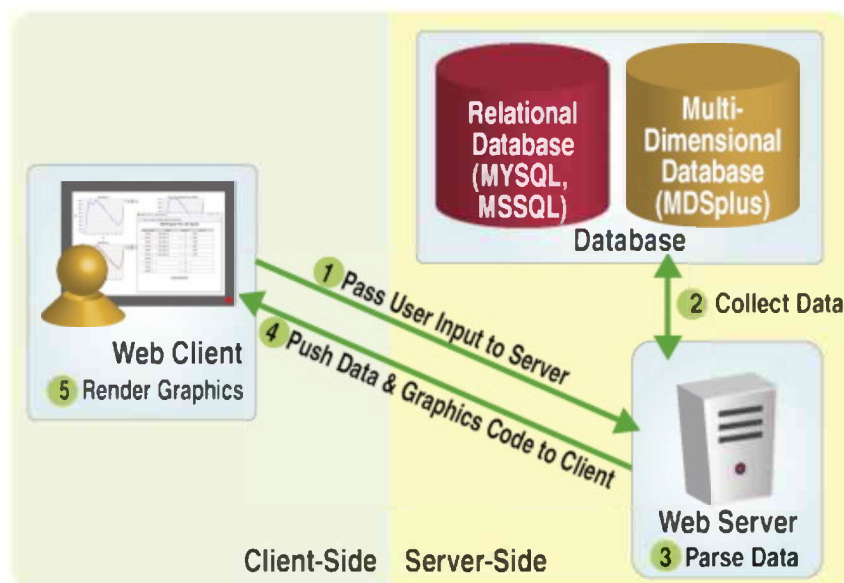 Relational
Database
(MYSQL,
MSSQL)
Multi-
Dimensional
Database
(MDSplus)
Database
1 Pass User Input to Server
2 Collect Data
4 Push Data & Graphics Code to Client
Web Client
5 Render Graphics
Web Server
3 Parse Data
Client-Side
Server-Side